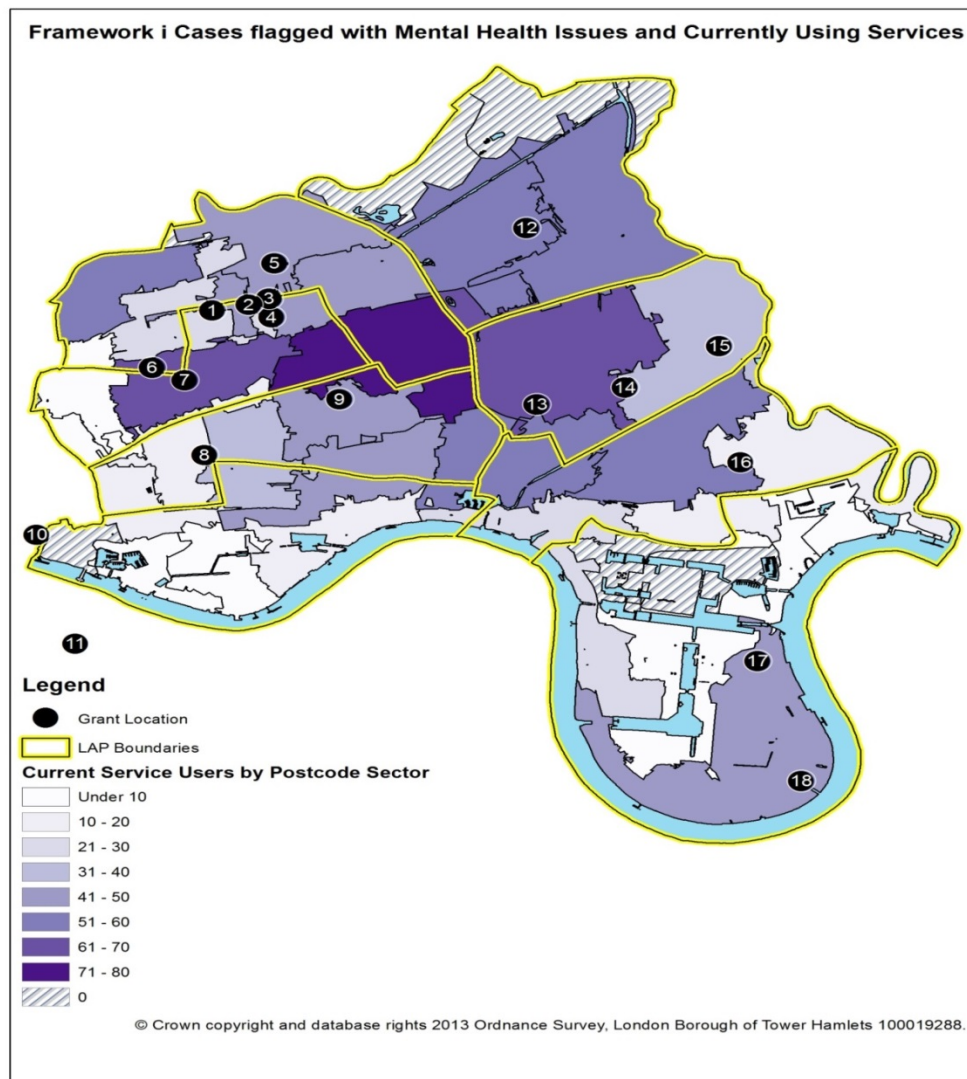 Framework i Cases flagged with Mental Health Issues and Currently Using Services
12
5
3
2
1
4
15
6
7
14
9
13
8
16
10
11
17
18
Legend
Grant Location
LAP Boundaries
Current Service Users by Postcode Sector
Under 10
10 - 20
21 - 30
31 - 40
41 - 50
51 - 60
61 - 70
71 - 80
0
© Crown copyright and database rights 2013 Ordnance Survey, London Borough of Tower Hamlets 100019288.